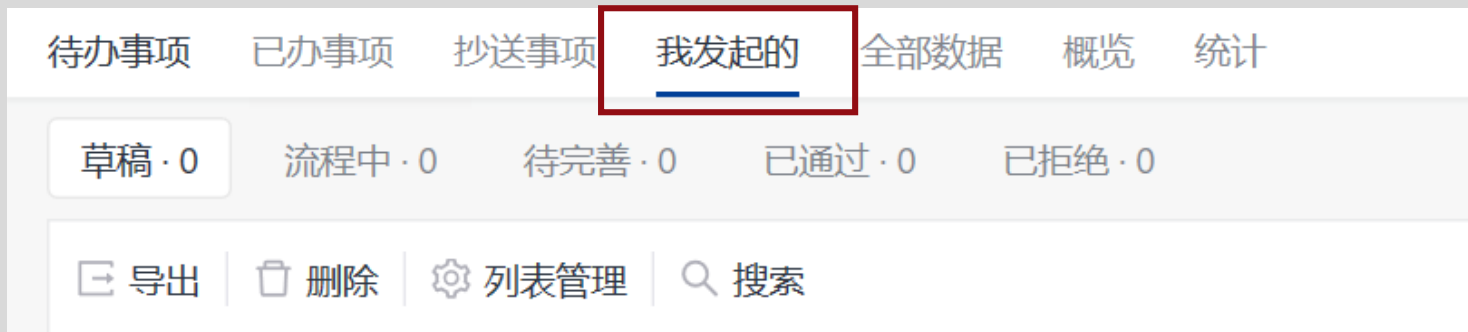 待办事项 已办事项 抄送事项 我发起的 全部数据 概览 统计
草稿 · 0 流程中 · 0 待完善 · 0 已通过 · 0 已拒绝 · 0
导出 删除 列表管理 搜索